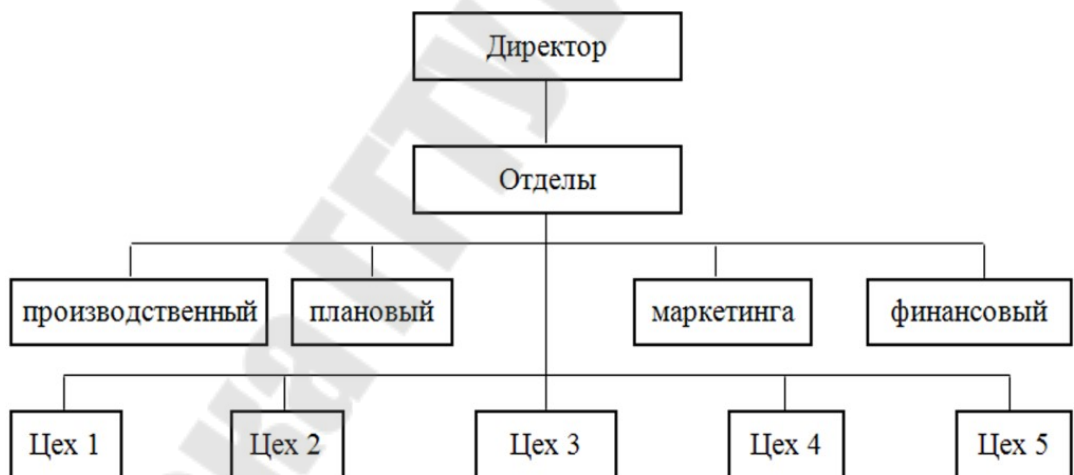 Директор
Отделы
производственный плановый маркетинга финансовый
Цех 1 Цех 2 Цех 3 Цех 4 Цех 5